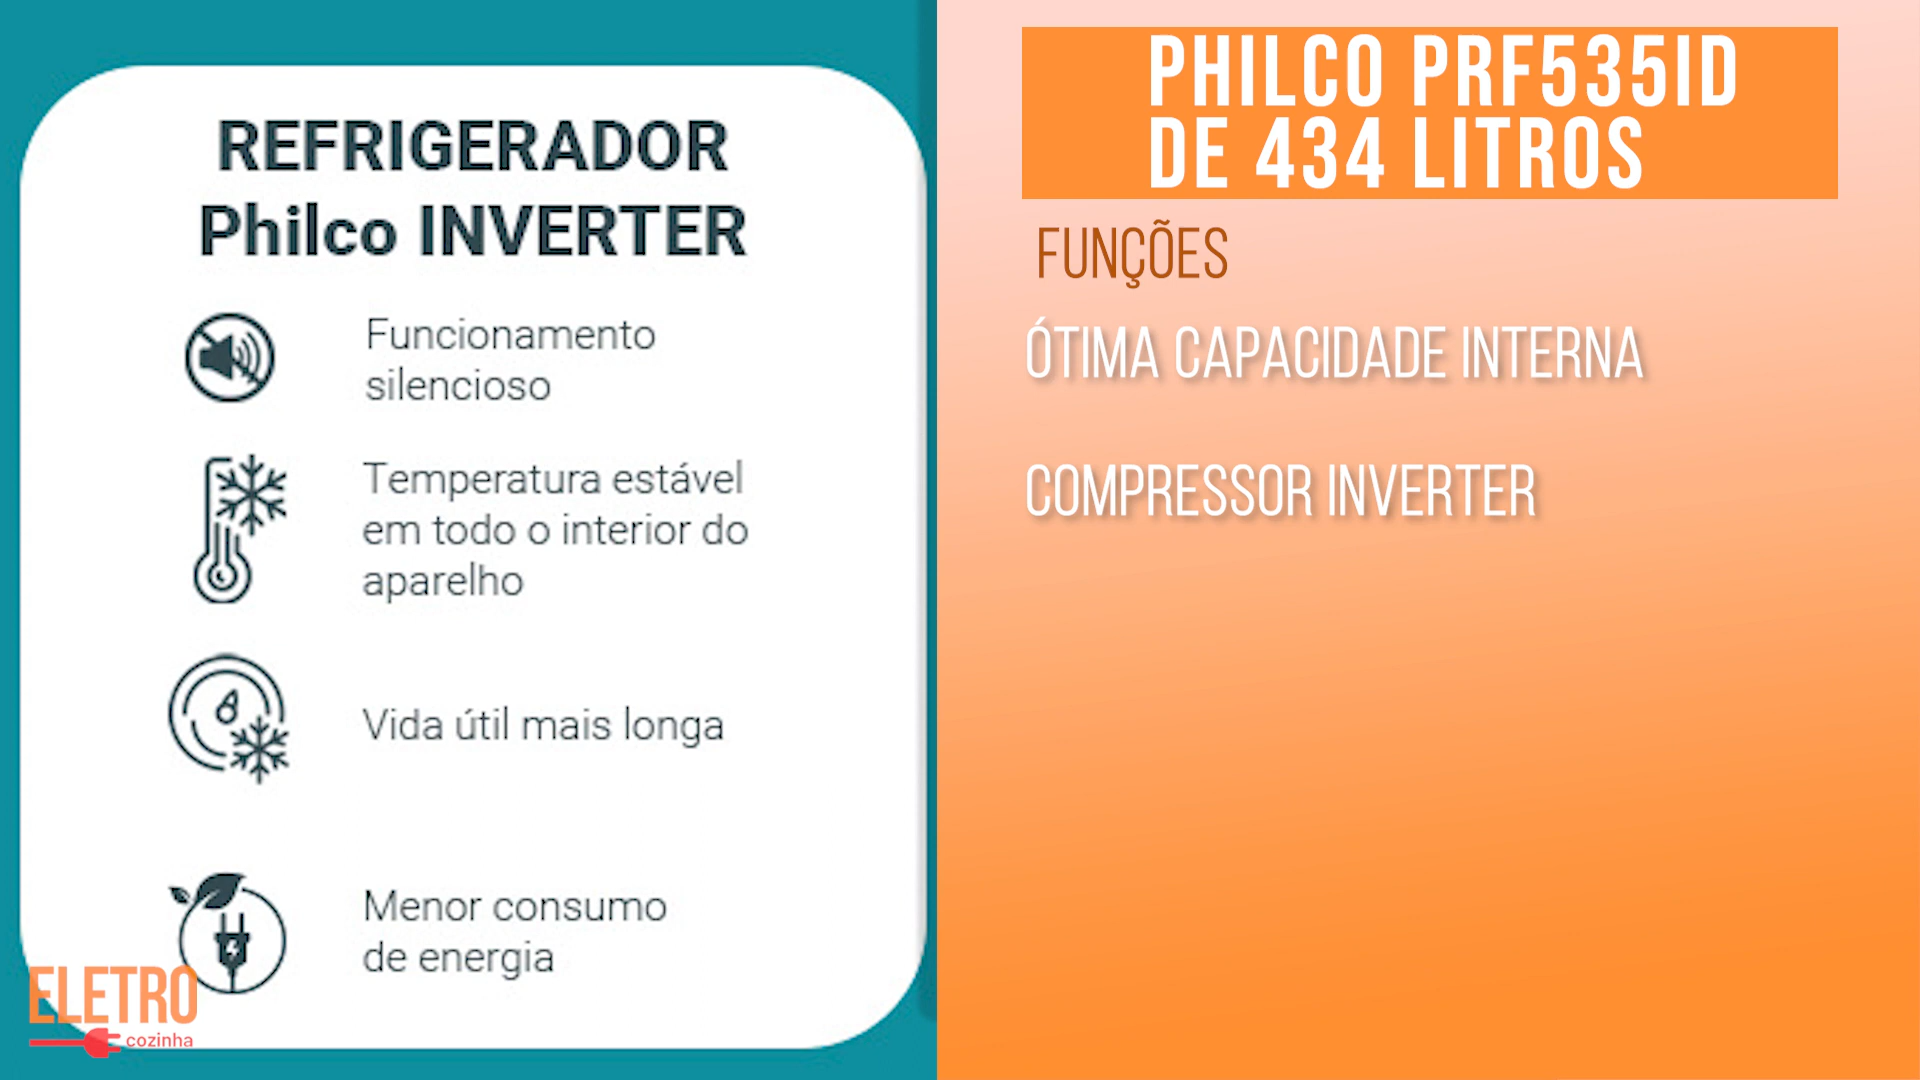 REFRIGERADOR
Philco INVERTER
Funcionamento
silencioso
Temperatura estável
em todo o interior do
aparelho
Vida útil mais longa
Menor consumo
de energia
ELETRO
cozinha
PHILCO PRF535ID
DE 434 LITROS
FUNÇÕES
ÓTIMA CAPACIDADE INTERNA
COMPRESSOR INVERTER